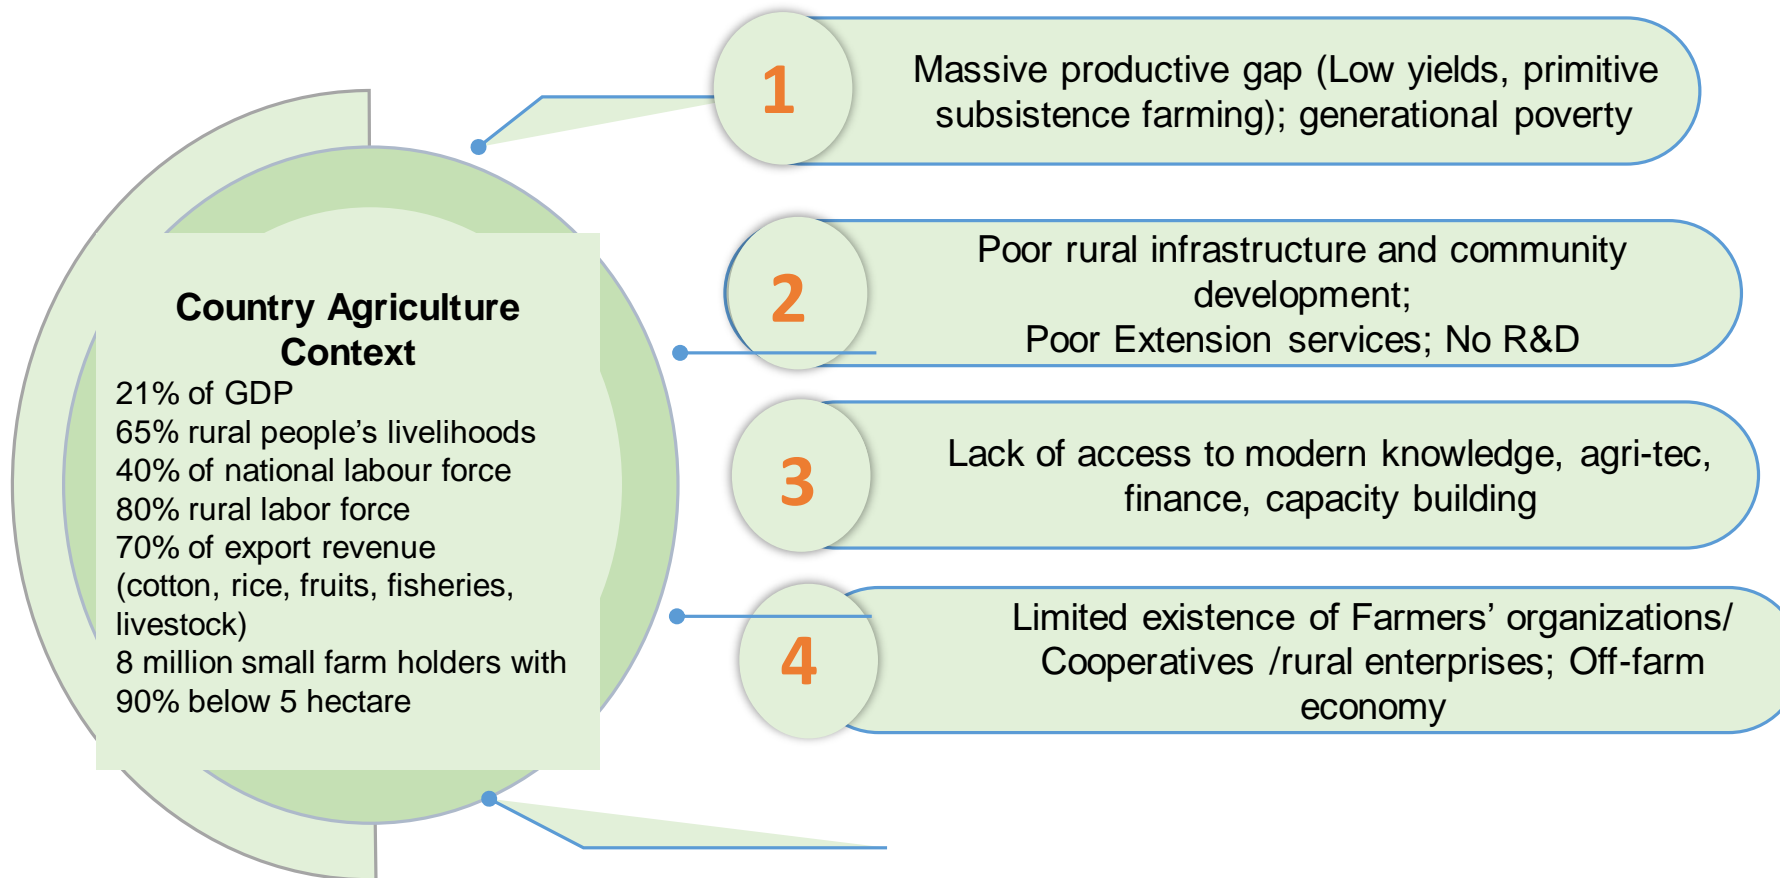 Country Agriculture
Context
21% of GDP
65% rural people’s livelihoods
40% of national labour force
80% rural labor force
70% of export revenue
(cotton, rice, fruits, fisheries,
livestock)
8 million small farm holders with
90% below 5 hectare
1
Massive productive gap (Low yields, primitive
subsistence farming); generational poverty
2
Poor rural infrastructure and community
development;
Poor Extension services; No R&D
3
Lack of access to modern knowledge, agri-tec,
finance, capacity building
4
Limited existence of Farmers’ organizations/
Cooperatives /rural enterprises; Off-farm
economy